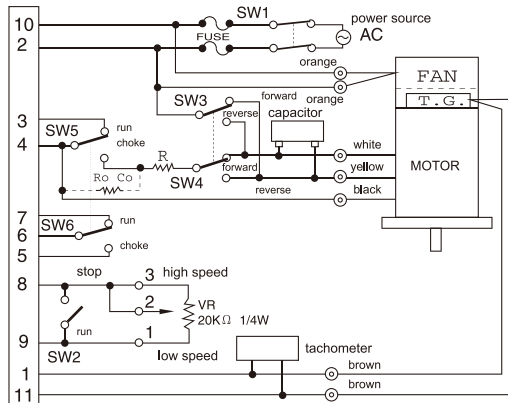 10
SW1
power source
AC
FUSE
2
orange
FAN
orange
T.G.
SW3
forward
reverse
capacitor
3
run
SW5
4
choke
R
white
Ro Co
SW4
forward
yellow
MOTOR
reverse
black
7
run
SW6
6
choke
5
stop
3 high speed
8
2
VR
20KΩ 1/4W
run
1
9
low speed
SW2
tachometer
brown
1
brown
11